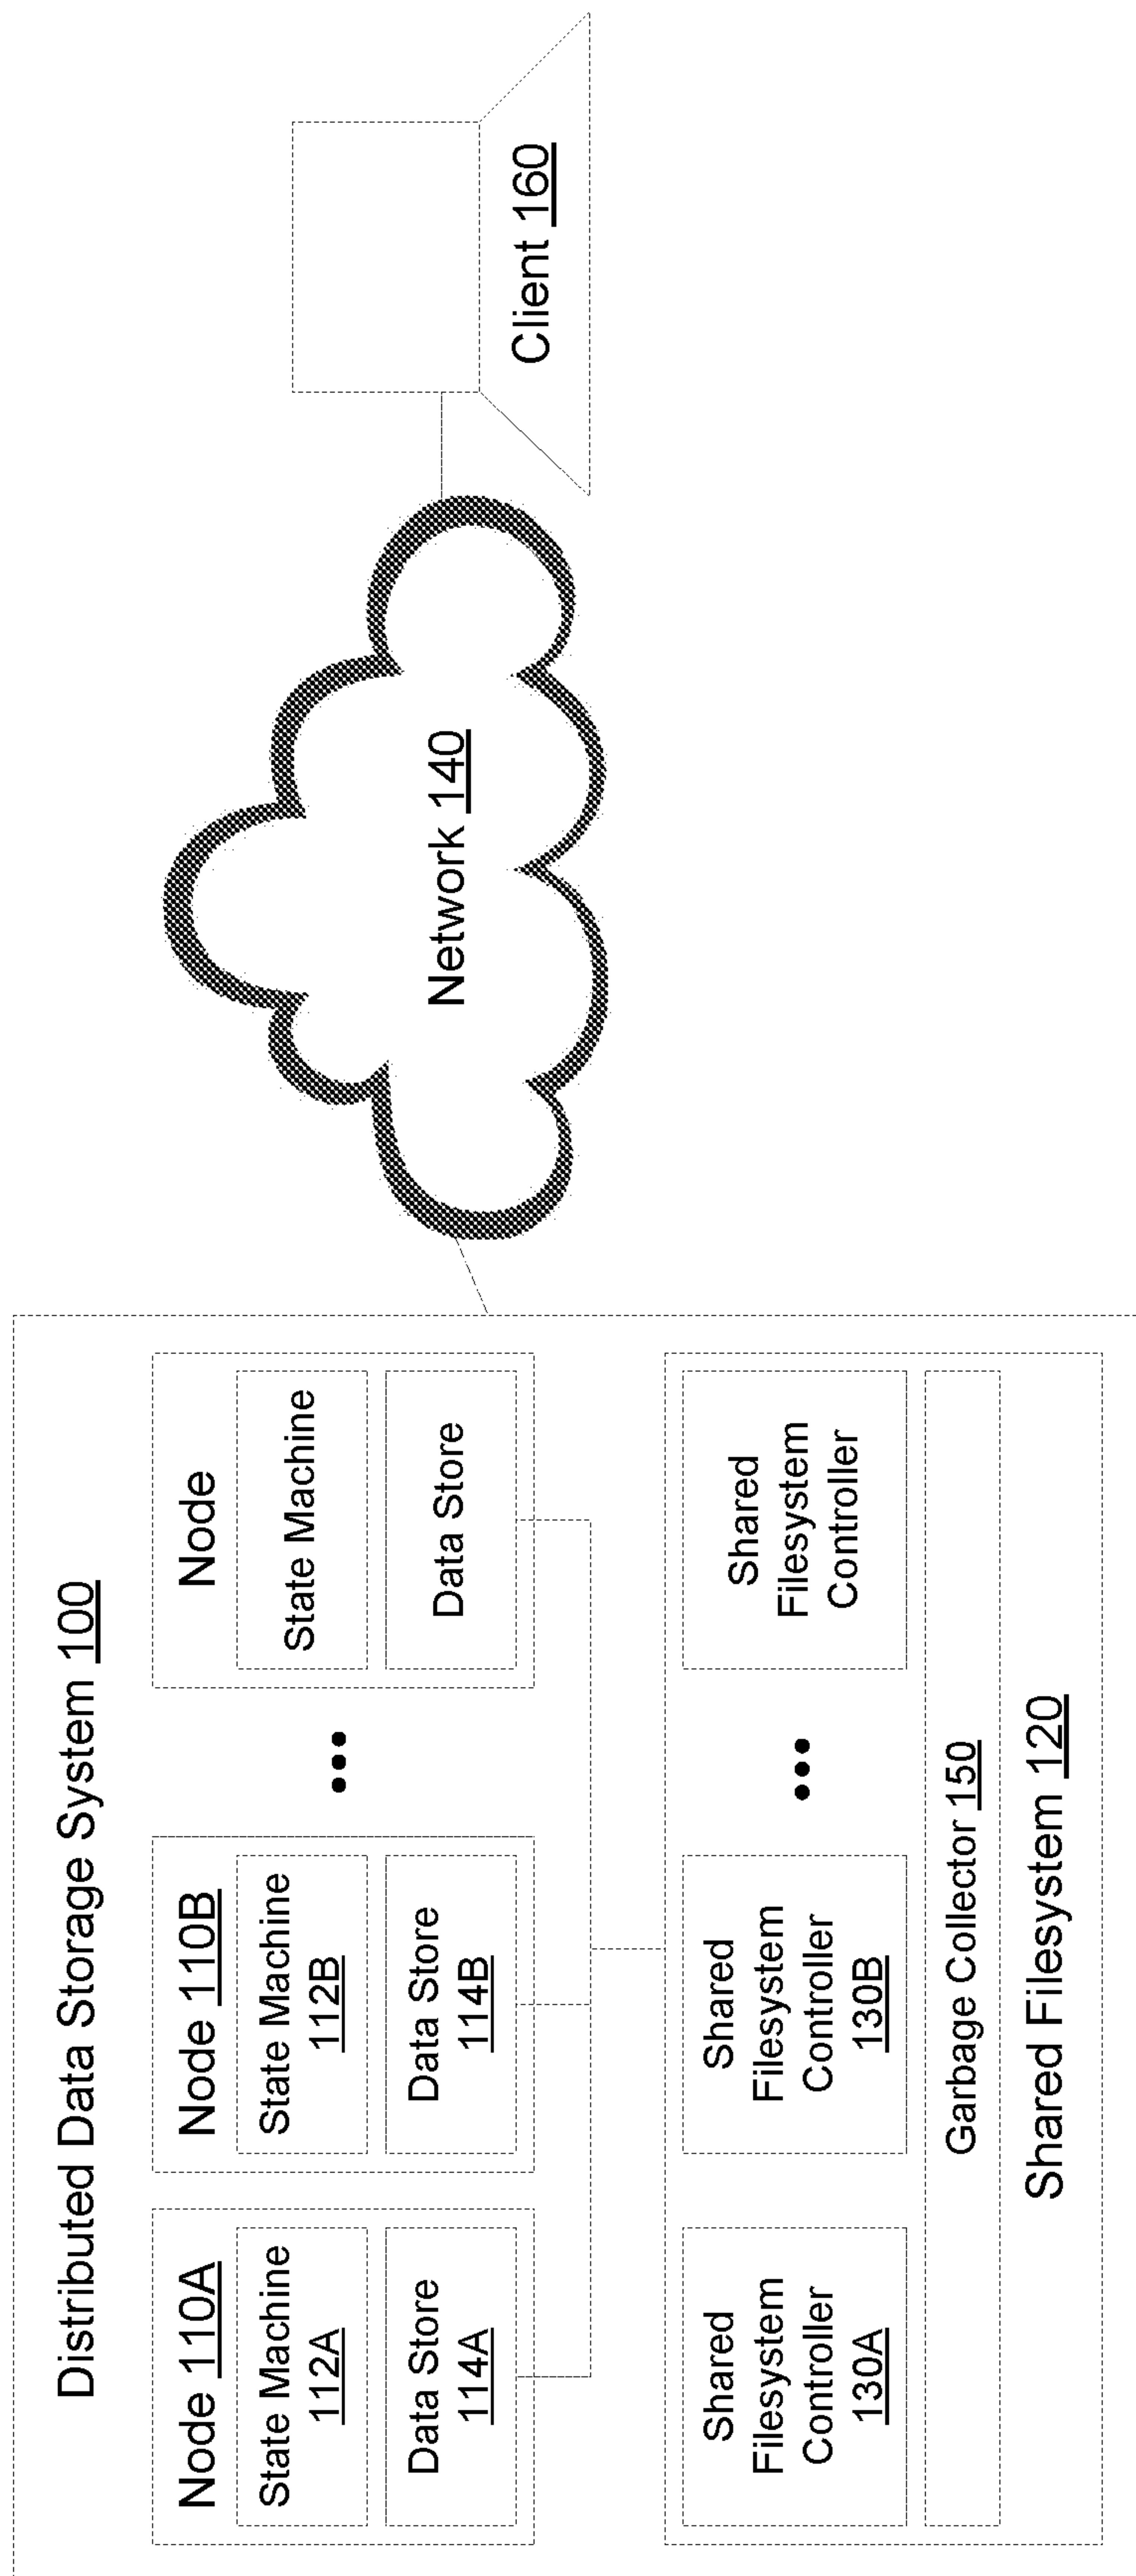 Distributed Data Storage System 100
Node 110A
State Machine
112A
Data Store
114A
Node 110B
State Machine
112B
Data Store
114B
Node
State Machine
Data Store
Shared
Filesystem
Controller
130A
Shared
Filesystem
Controller
130B
Shared
Filesystem
Controller
Garbage Collector 150
Shared Filesystem 120
Network 140
Client 160